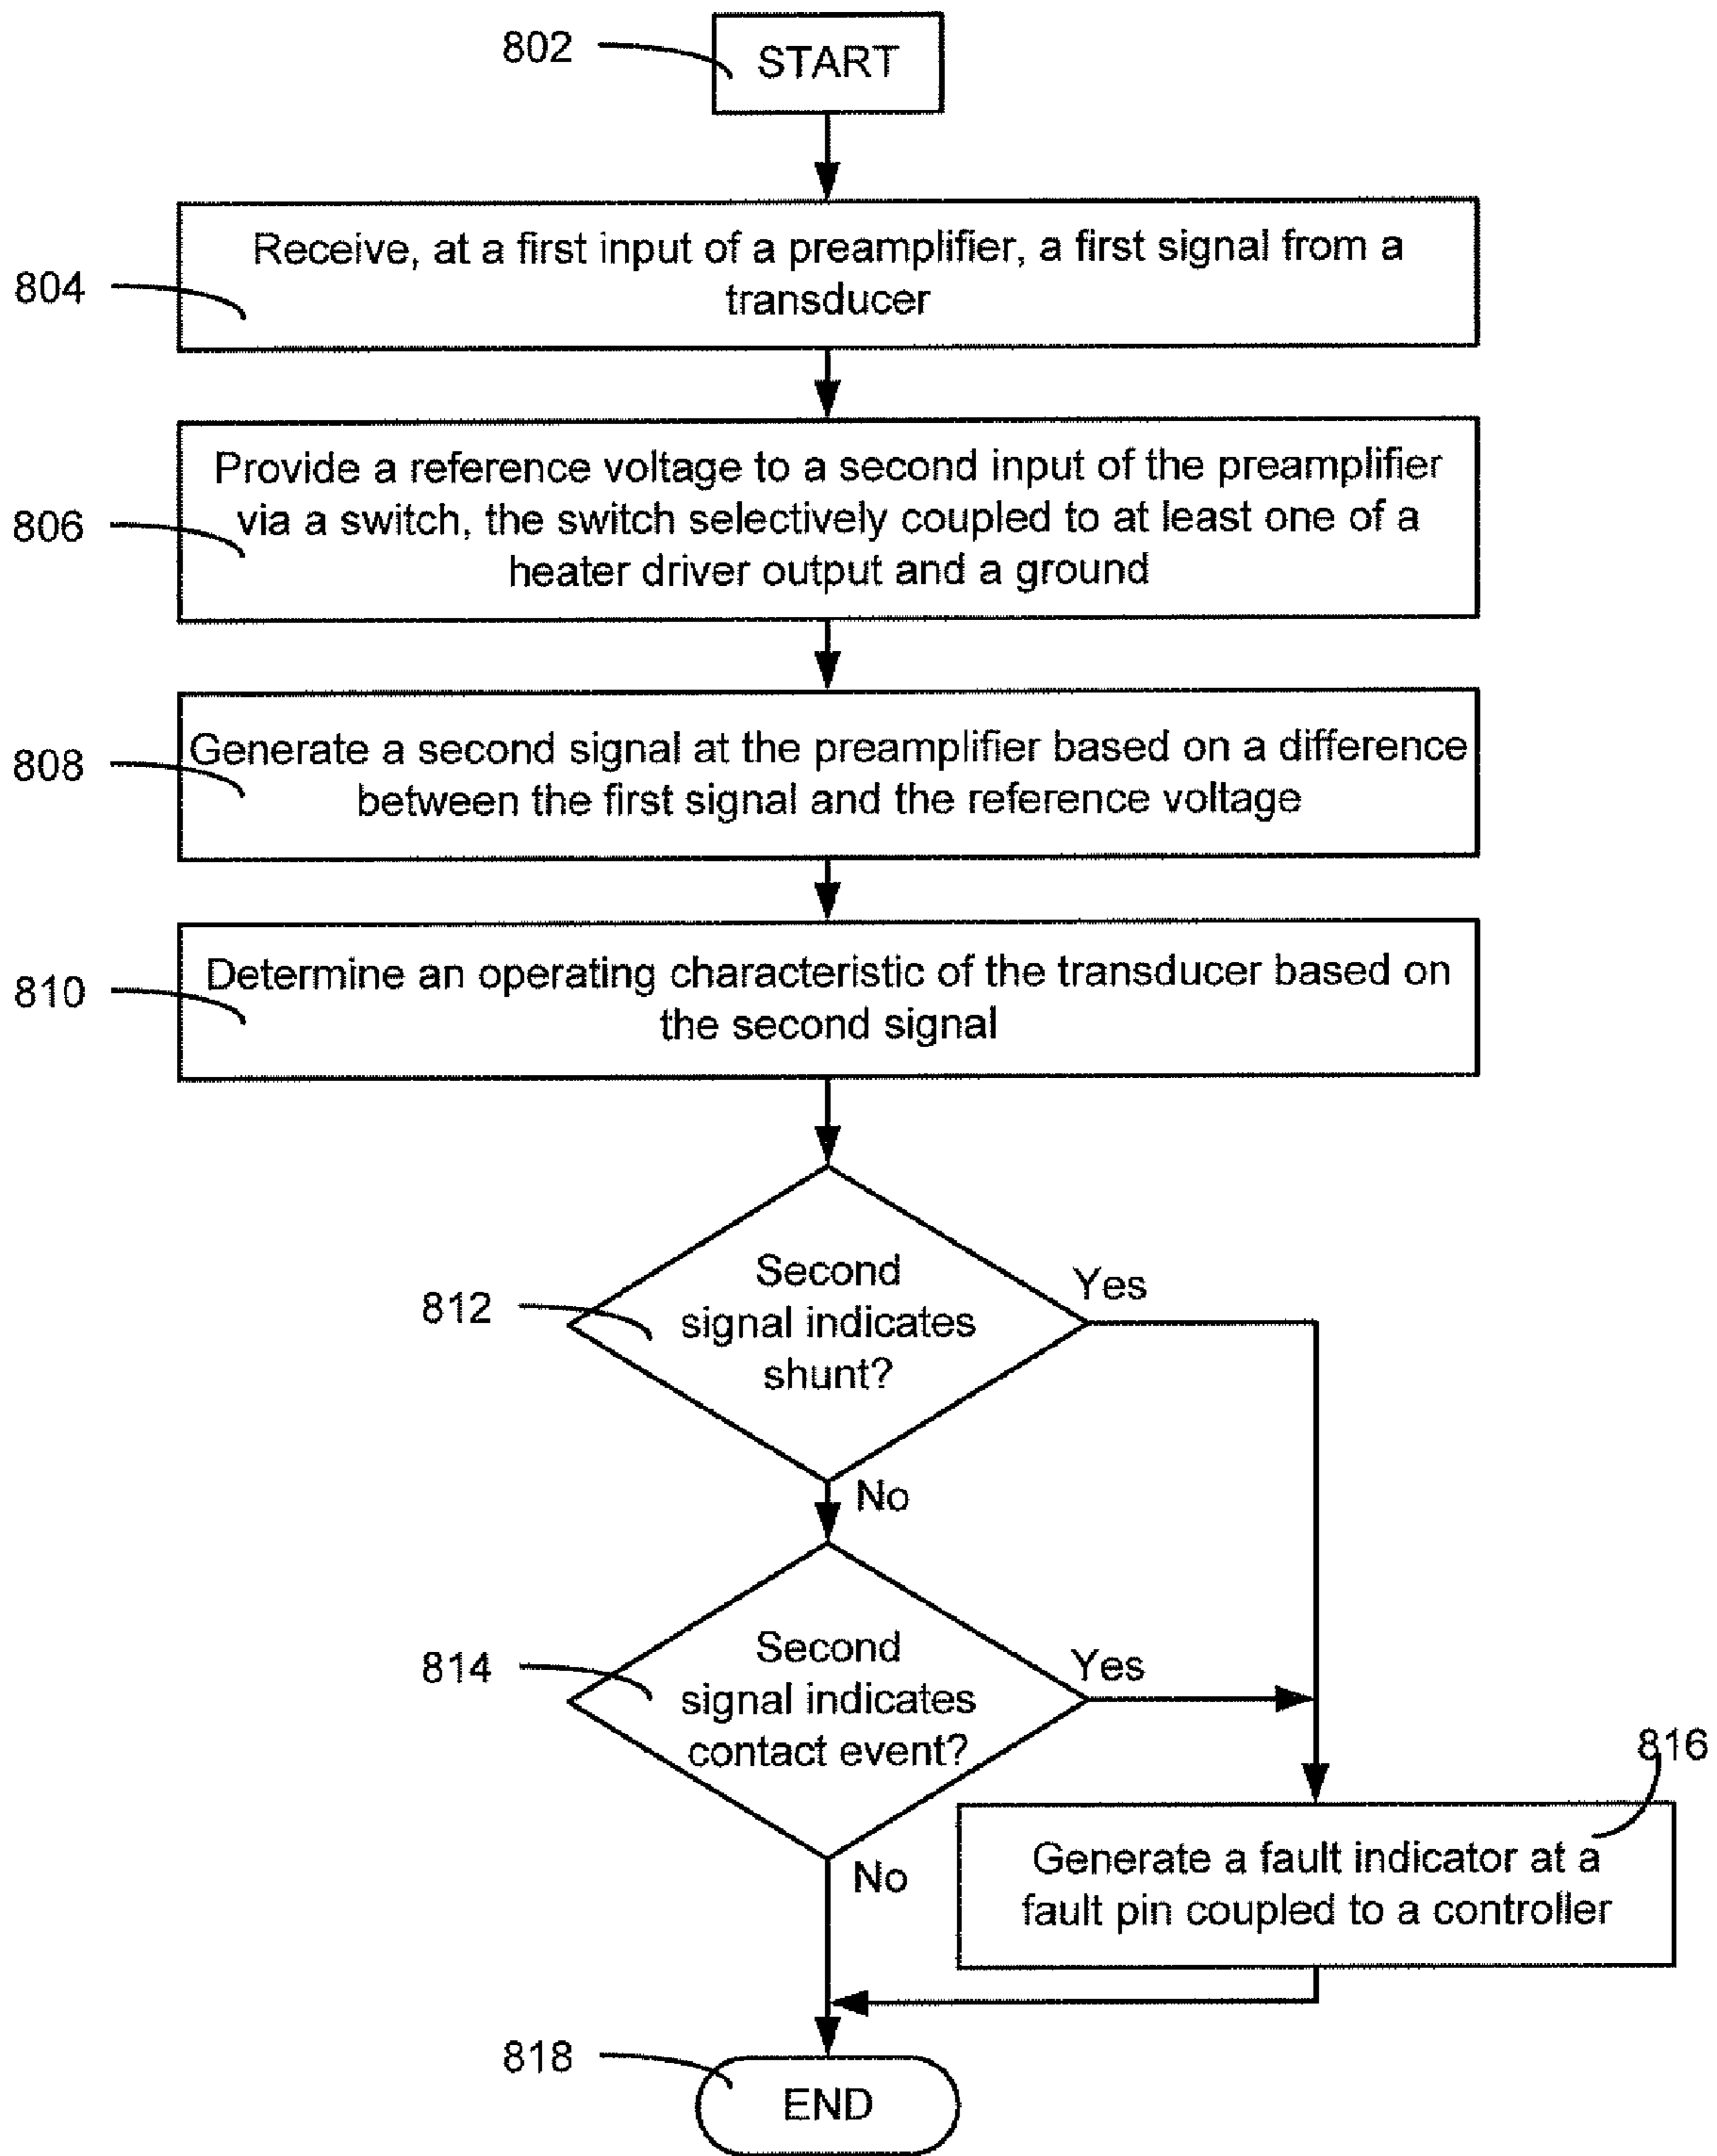 802
START
804
Receive, at a first input of a preamplifier, a first signal from a
transducer
806
Provide a reference voltage to a second input of the preamplifier
via a switch, the switch selectively coupled to at least one of a
heater driver output and a ground
808
Generate a second signal at the preamplifier based on a difference
between the first signal and the reference voltage
810
Determine an operating characteristic of the transducer based on
the second signal
812
Second
signal indicates
shunt?
Yes
No
814
Second
signal indicates
contact event?
Yes
No
816
Generate a fault indicator at a
fault pin coupled to a controller
818
END